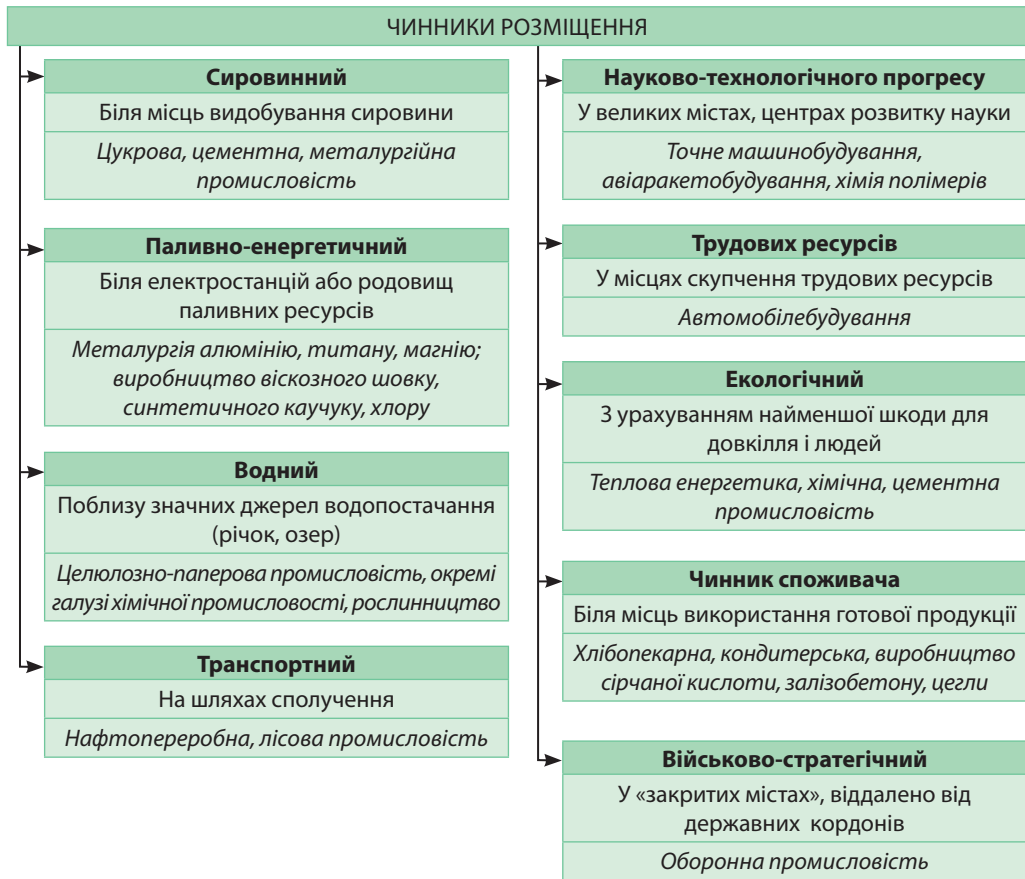 ЧИННИКИ РОЗМІЩЕННЯ
Сировинний
Біля місць видобування сировини
Цукрова, цементна, металургійна
промисловість
Паливно-енергетичний
Біля електростанцій або родовищ
паливних ресурсів
Металургія алюмінію, титану, магнію;
виробництво віскозного шовку,
синтетичного каучуку, хлору
Водний
Поблизу значних джерел водопостачання
(річок, озер)
Целюлозно-паперова промисловість, окремі
галузі хімічної промисловості, рослинництво
Транспортний
На шляхах сполучення
Нафтопереробна, лісова промисловість
Науково-технологічного прогресу
У великих містах, центрах розвитку науки
Точне машинобудування,
авіаракетобудування, хімія полімерів
Трудових ресурсів
У місцях скупчення трудових ресурсів
Автомобілебудування
Екологічний
З урахуванням найменшої шкоди для
довкілля і людей
Теплова енергетика, хімічна, цементна
промисловість
Чинник споживача
Біля місць використання готової продукції
Хлібопекарна, кондитерська, виробництво
сірчаної кислоти, залізобетону, цегли
Військово-стратегічний
У «закритих містах», віддалено від
державних кордонів
Оборонна промисловість